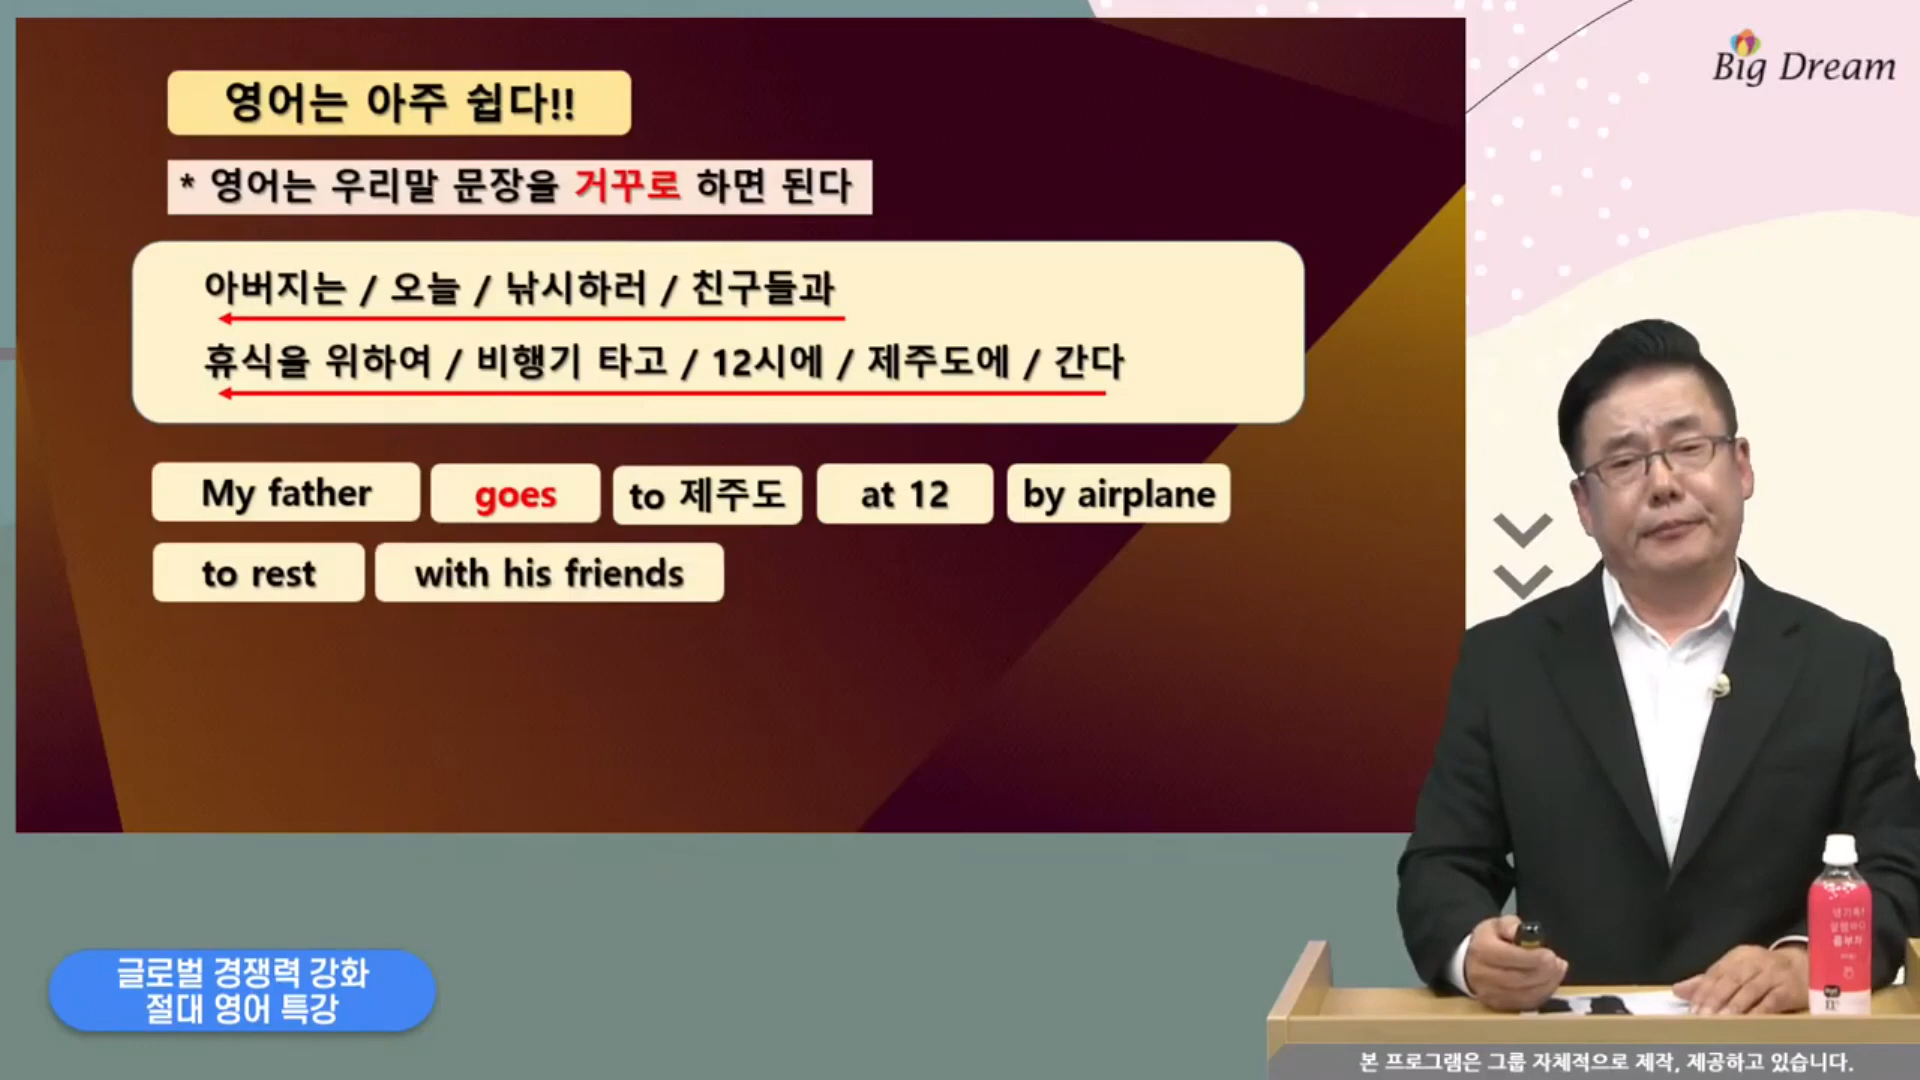 Big Dream
영어는 아주 쉽다!!
* 영어는 우리말 문장을 거꾸로 하면 된다
아버지는 / 오늘 / 낚시하러 / 친구들과
휴식을 위하여 / 비행기 타고 / 12시에 / 제주도에 / 간다
My father goes to 제주도 at 12 by airplane
to rest with his friends
글로벌 경쟁력 강화
절대 영어 특강
본 프로그램은 그룹 자체적으로 제작, 제공하고 있습니다.